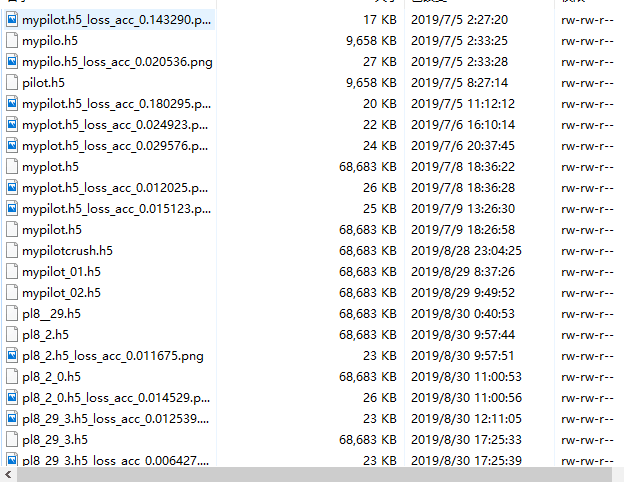 mypilot.h5_loss_acc_0.143290.p... 17 KB 2019/7/5 2:27:20 rw-rw-r--
mypilo.h5 9,658 KB 2019/7/5 2:33:25 rw-rw-r--
mypilo.h5_loss_acc_0.020536.png 27 KB 2019/7/5 2:33:28 rw-rw-r--
pilot.h5 9,658 KB 2019/7/5 8:27:14 rw-rw-r--
mypilot.h5_loss_acc_0.180295.p... 20 KB 2019/7/5 11:12:12 rw-rw-r--
myplot.h5_loss_acc_0.024923.p... 22 KB 2019/7/6 16:10:14 rw-rw-r--
myplot.h5_loss_acc_0.029576.p... 24 KB 2019/7/6 20:37:45 rw-rw-r--
myplot.h5 68,683 KB 2019/7/8 18:36:22 rw-rw-r--
myplot.h5_loss_acc_0.012025.p... 26 KB 2019/7/8 18:36:28 rw-rw-r--
mypilot.h5_loss_acc_0.015123.p... 25 KB 2019/7/9 13:26:30 rw-rw-r--
mypilot.h5 68,683 KB 2019/7/9 18:26:58 rw-rw-r--
mypilotcrush.h5 68,683 KB 2019/8/28 23:04:25 rw-rw-r--
mypilot_01.h5 68,683 KB 2019/8/29 8:37:26 rw-rw-r--
mypilot_02.h5 68,683 KB 2019/8/29 9:49:52 rw-rw-r--
pl8__29.h5 68,683 KB 2019/8/30 0:40:53 rw-rw-r--
pl8_2.h5 68,683 KB 2019/8/30 9:57:44 rw-rw-r--
pl8_2.h5_loss_acc_0.011675.png 23 KB 2019/8/30 9:57:51 rw-rw-r--
pl8_2_0.h5 68,683 KB 2019/8/30 11:00:53 rw-rw-r--
pl8_2_0.h5_loss_acc_0.014529.p... 26 KB 2019/8/30 11:00:56 rw-rw-r--
pl8_29_3.h5_loss_acc_0.012539.... 23 KB 2019/8/30 12:11:05 rw-rw-r--
pl8_29_3.h5 68,683 KB 2019/8/30 17:25:33 rw-rw-r--
pl8_29_3.h5_loss_acc_0.006427.... 23 KB 2019/8/30 17:25:39 rw-rw-r--